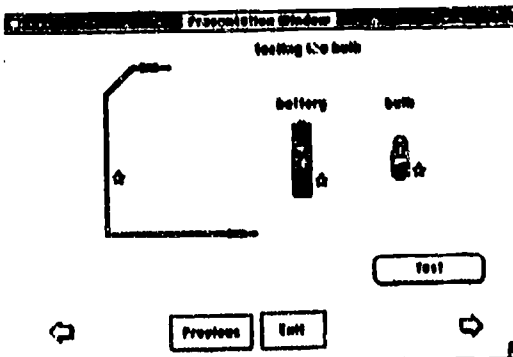 Presentation Window
testing the bulb
battery bulb
Test
Previous Exit